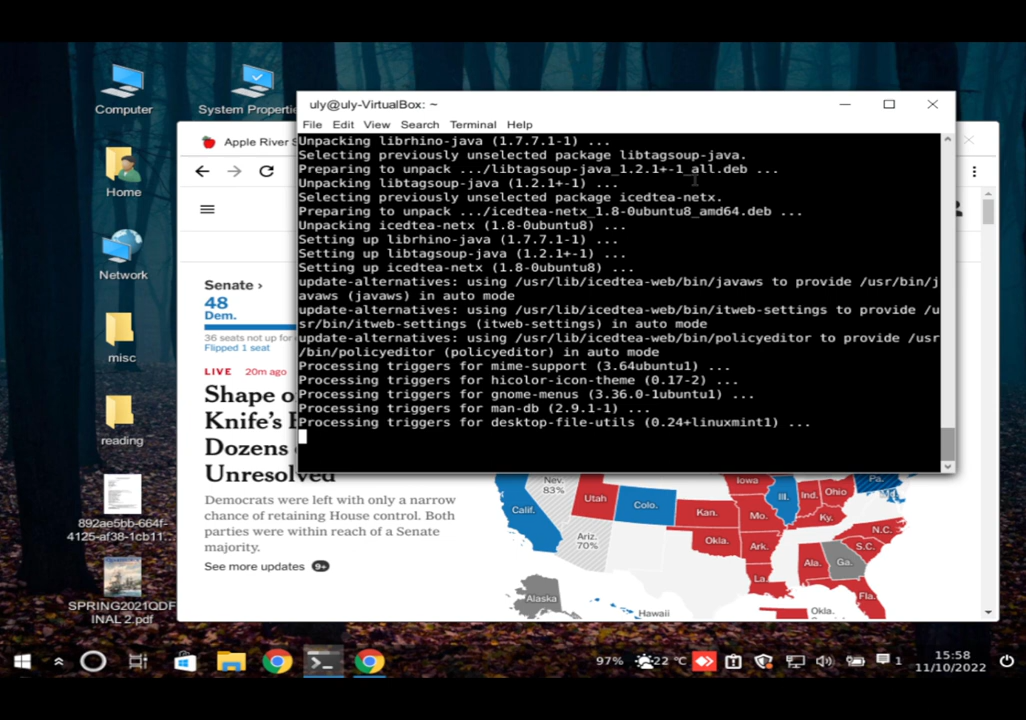 Computer
System Properti
Home
Network
misc
reading
892ae5bb-664f-
4125-af38-1cb11...
SPRING2021QDF
INAL 2.pdf
uly@uly-VirtualBox: ~
File Edit View Search Terminal Help
Unpacking librhino-java (1.7.7.1-1) ...
Selecting previously unselected package libtagsoup-java.
Preparing to unpack .../libtagsoup-java_1.2.1+-1_all.deb ...
Unpacking libtagsoup-java (1.2.1+-1) ...
Selecting previously unselected package icedtea-netx.
Preparing to unpack .../icedtea-netx_1.8-0ubuntu8_amd64.deb ...
Unpacking icedtea-netx (1.8-0ubuntu8) ...
Setting up librhino-java (1.7.7.1-1) ...
Setting up libtagsoup-java (1.2.1+-1) ...
Setting up icedtea-netx (1.8-0ubuntu8) ...
update-alternatives: using /usr/lib/icedtea-web/bin/javaws to provide /usr/bin/j
avaws (javaws) in auto mode
update-alternatives: using /usr/lib/icedtea-web/bin/itweb-settings to provide /u
sr/bin/itweb-settings (itweb-settings) in auto mode
update-alternatives: using /usr/lib/icedtea-web/bin/policyeditor to provide /usr
/bin/policyeditor (policyeditor) in auto mode
Processing triggers for mime-support (3.64ubuntu1) ...
Processing triggers for hicolor-icon-theme (0.17-2) ...
Processing triggers for gnome-menus (3.36.0-1ubuntu1) ...
Processing triggers for man-db (2.9.1-1) ...
Processing triggers for desktop-file-utils (0.24+linuxmint1) ...
Apple River S
Senate ›
48
Dem.
36 seats not up for
Flipped 1 seat
LIVE 20m ago
Shape o
Knife's
Dozens
Unresolved
Democrats were left with only a narrow
chance of retaining House control. Both
parties were within reach of a Senate
majority.
See more updates 9+
Nev.
83%
Utah
Colo.
Calif.
Ariz.
70%
Kan.
Okla.
Iowa
Mo.
Ark.
La.
Ill.
Ind.
Ohio
Ky.
Pa.
N.C.
S.C.
Ala.
Ga.
Fla.
Alaska
Hawaii
Okla.
97% 22 °C
1
15:58
11/10/2022